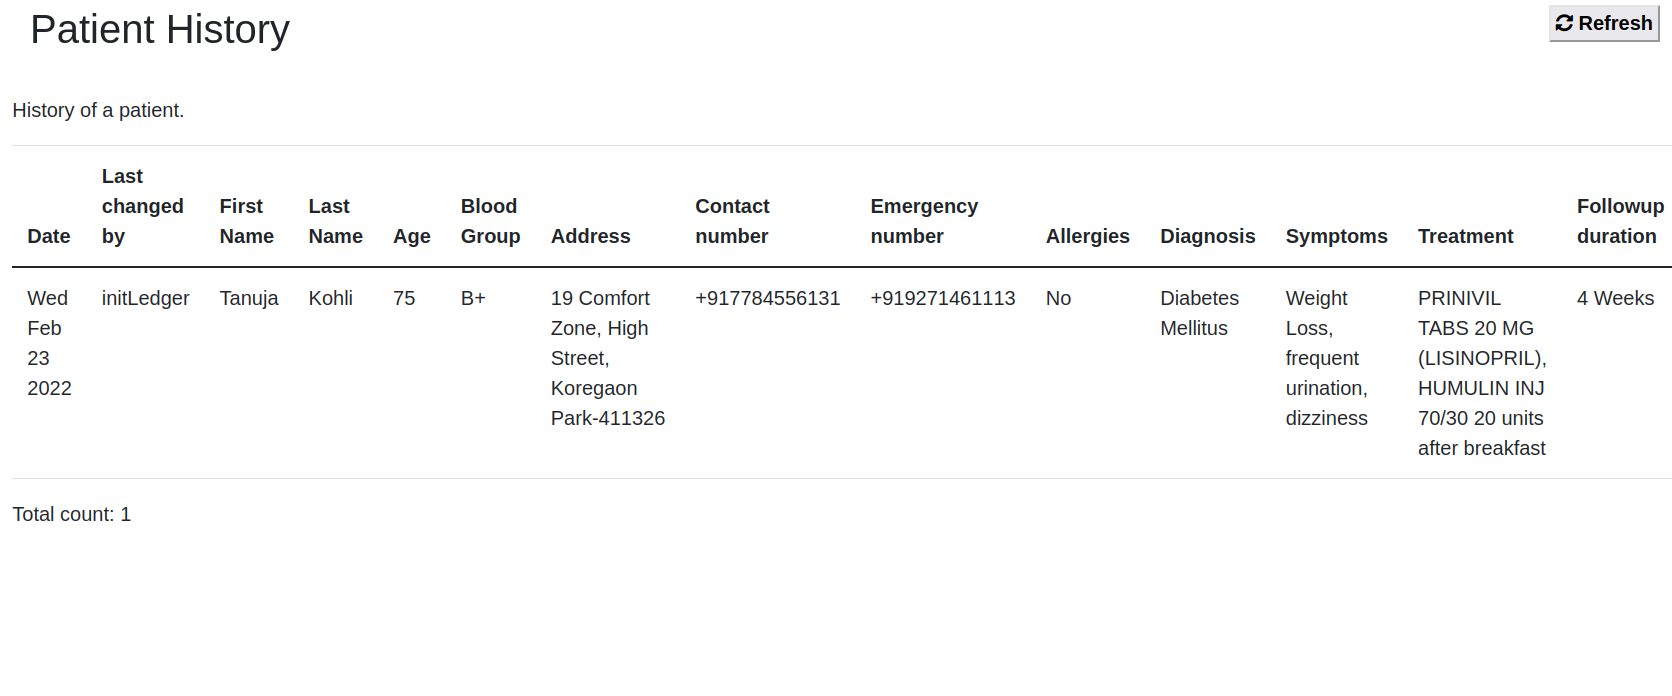 Patient History
Refresh
History of a patient.
Date Last changed by First Name Last Name Age Blood Group Address Contact number Emergency number Allergies Diagnosis Symptoms Treatment Followup duration
Wed Feb 23 2022 initLedger Tanuja Kohli 75 B+ 19 Comfort Zone, High Street, Koregaon Park-411326 +917784556131 +919271461113 No Diabetes Mellitus Weight Loss, frequent urination, dizziness PRINIVIL TABS 20 MG (LISINOPRIL), HUMULIN INJ 70/30 20 units after breakfast 4 Weeks
Total count: 1